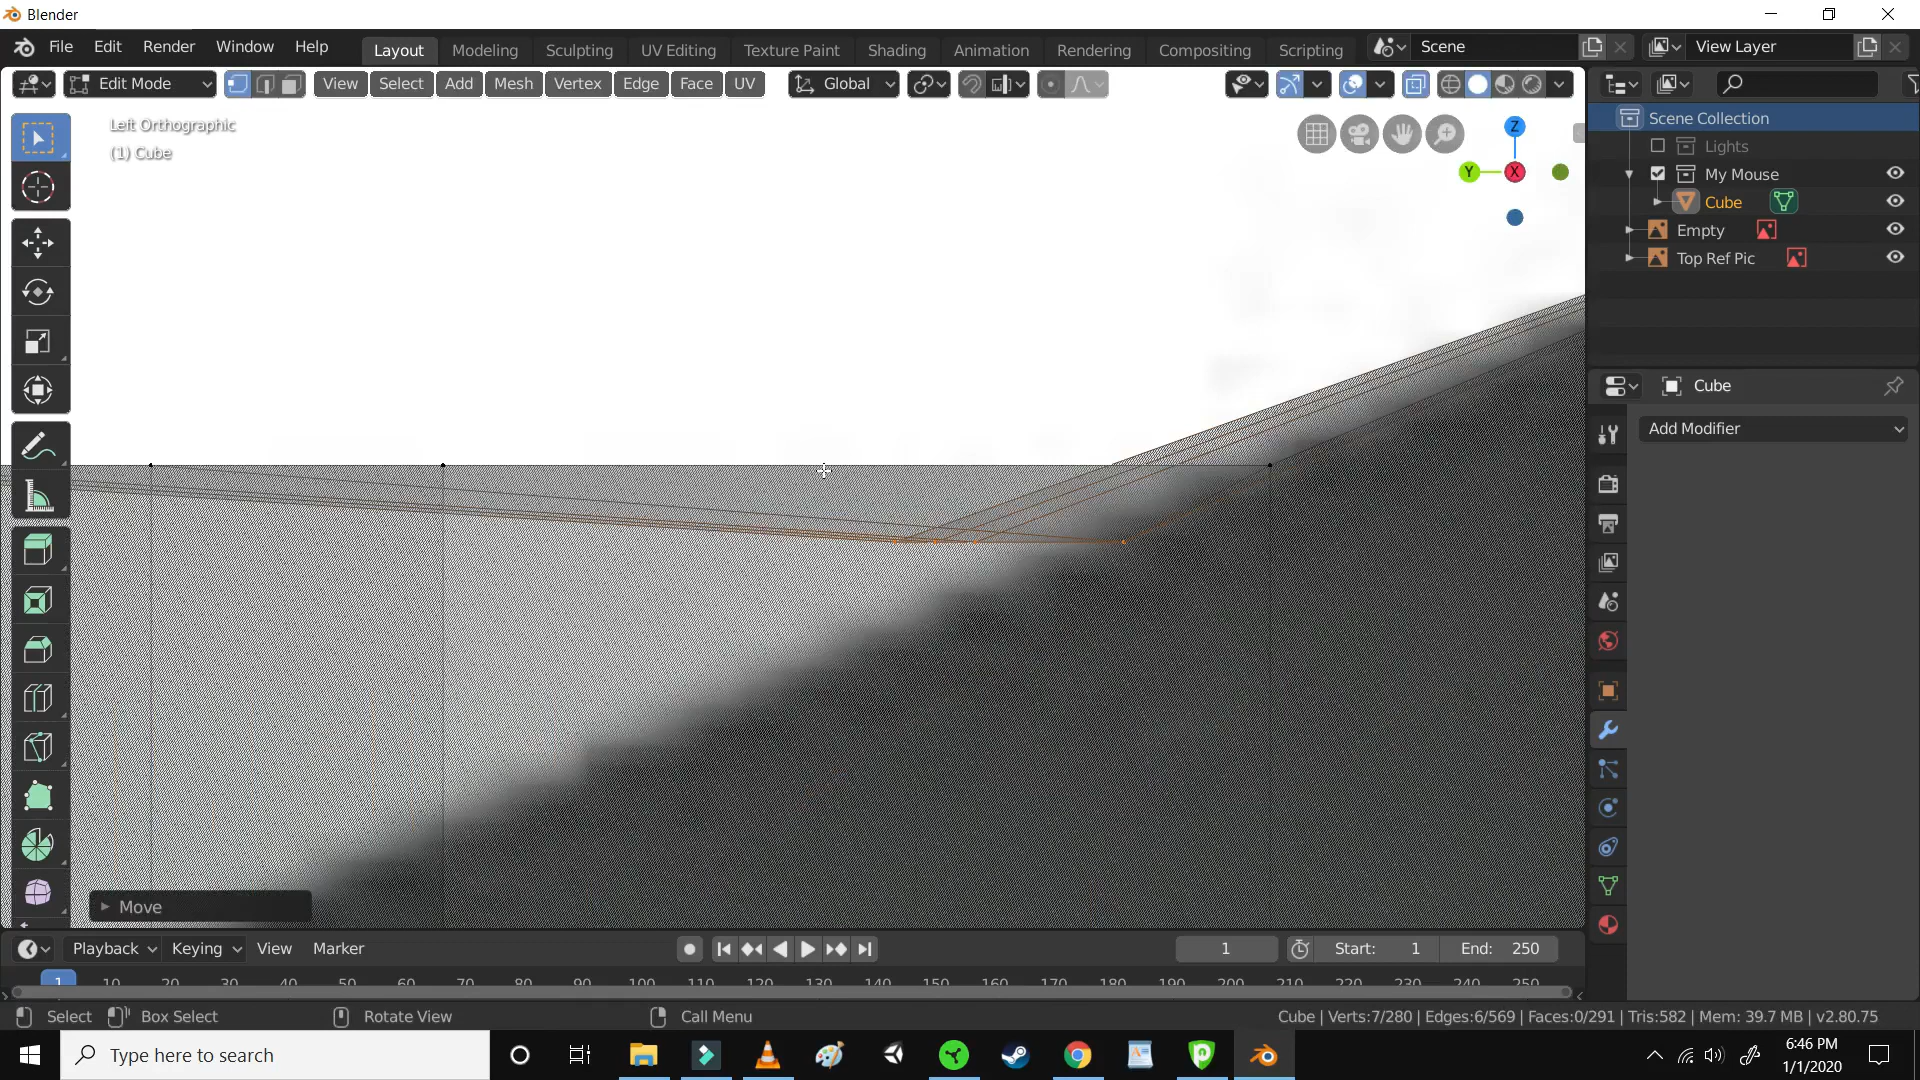 Blender
File Edit Render Window Help Layout Modeling Sculpting UV Editing Texture Paint Shading Animation Rendering Compositing Scripting Scene View Layer
Edit Mode View Select Add Mesh Vertex Edge Face UV Global
Left Orthographic
(1) Cube
Z
Y
X
Scene Collection
Lights
My Mouse
Cube
Empty
Top Ref Pic
Cube
Add Modifier
Move
Playback Keying View Marker 1 Start: 1 End: 250
1 10 20 30 40 50 60 70 80 90 100 110 120 130 140 150 160 170 180 190 200 210 220 230 240 250
Select Box Select Rotate View Call Menu Cube | Verts:7/280 | Edges:6/569 | Faces:0/291 | Tris:582 | Mem: 39.7 MB | v2.80.75
Type here to search
6:46 PM
1/1/2020